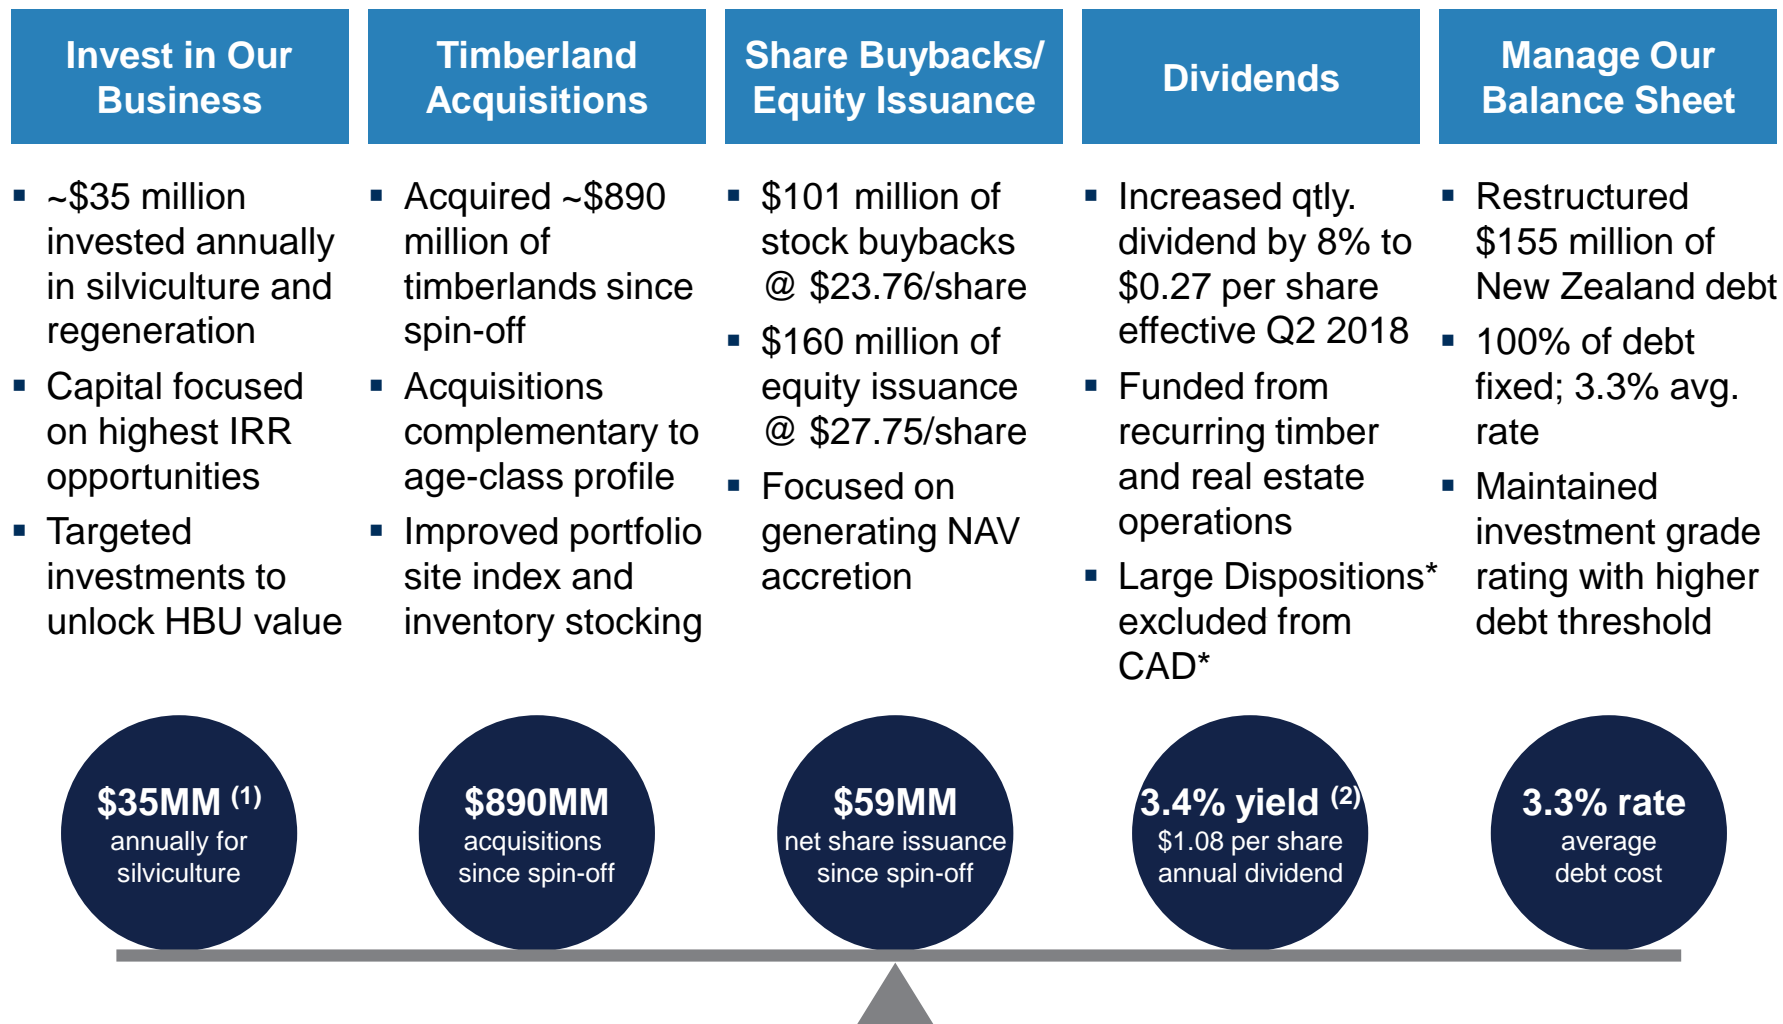 Invest in Our
Business
▪ ~$35 million
invested annually
in silviculture and
regeneration
▪ Capital focused
on highest IRR
opportunities
▪ Targeted
investments to
unlock HBU value
$35MM (1)
annually for
silviculture
Timberland
Acquisitions
▪ Acquired ~$890
million of
timberlands since
spin-off
▪ Acquisitions
complementary to
age-class profile
▪ Improved portfolio
site index and
inventory stocking
$890MM
acquisitions
since spin-off
Share Buybacks/
Equity Issuance
▪ $101 million of
stock buybacks
@ $23.76/share
▪ $160 million of
equity issuance
@ $27.75/share
▪ Focused on
generating NAV
accretion
$59MM
net share issuance
since spin-off
Dividends
▪ Increased qtly.
dividend by 8% to
$0.27 per share
effective Q2 2018
▪ Funded from
recurring timber
and real estate
operations
▪ Large Dispositions*
excluded from
CAD*
3.4% yield (2)
$1.08 per share
annual dividend
Manage Our
Balance Sheet
▪ Restructured
$155 million of
New Zealand debt
▪ 100% of debt
fixed; 3.3% avg.
rate
▪ Maintained
investment grade
rating with higher
debt threshold
3.3% rate
average
debt cost